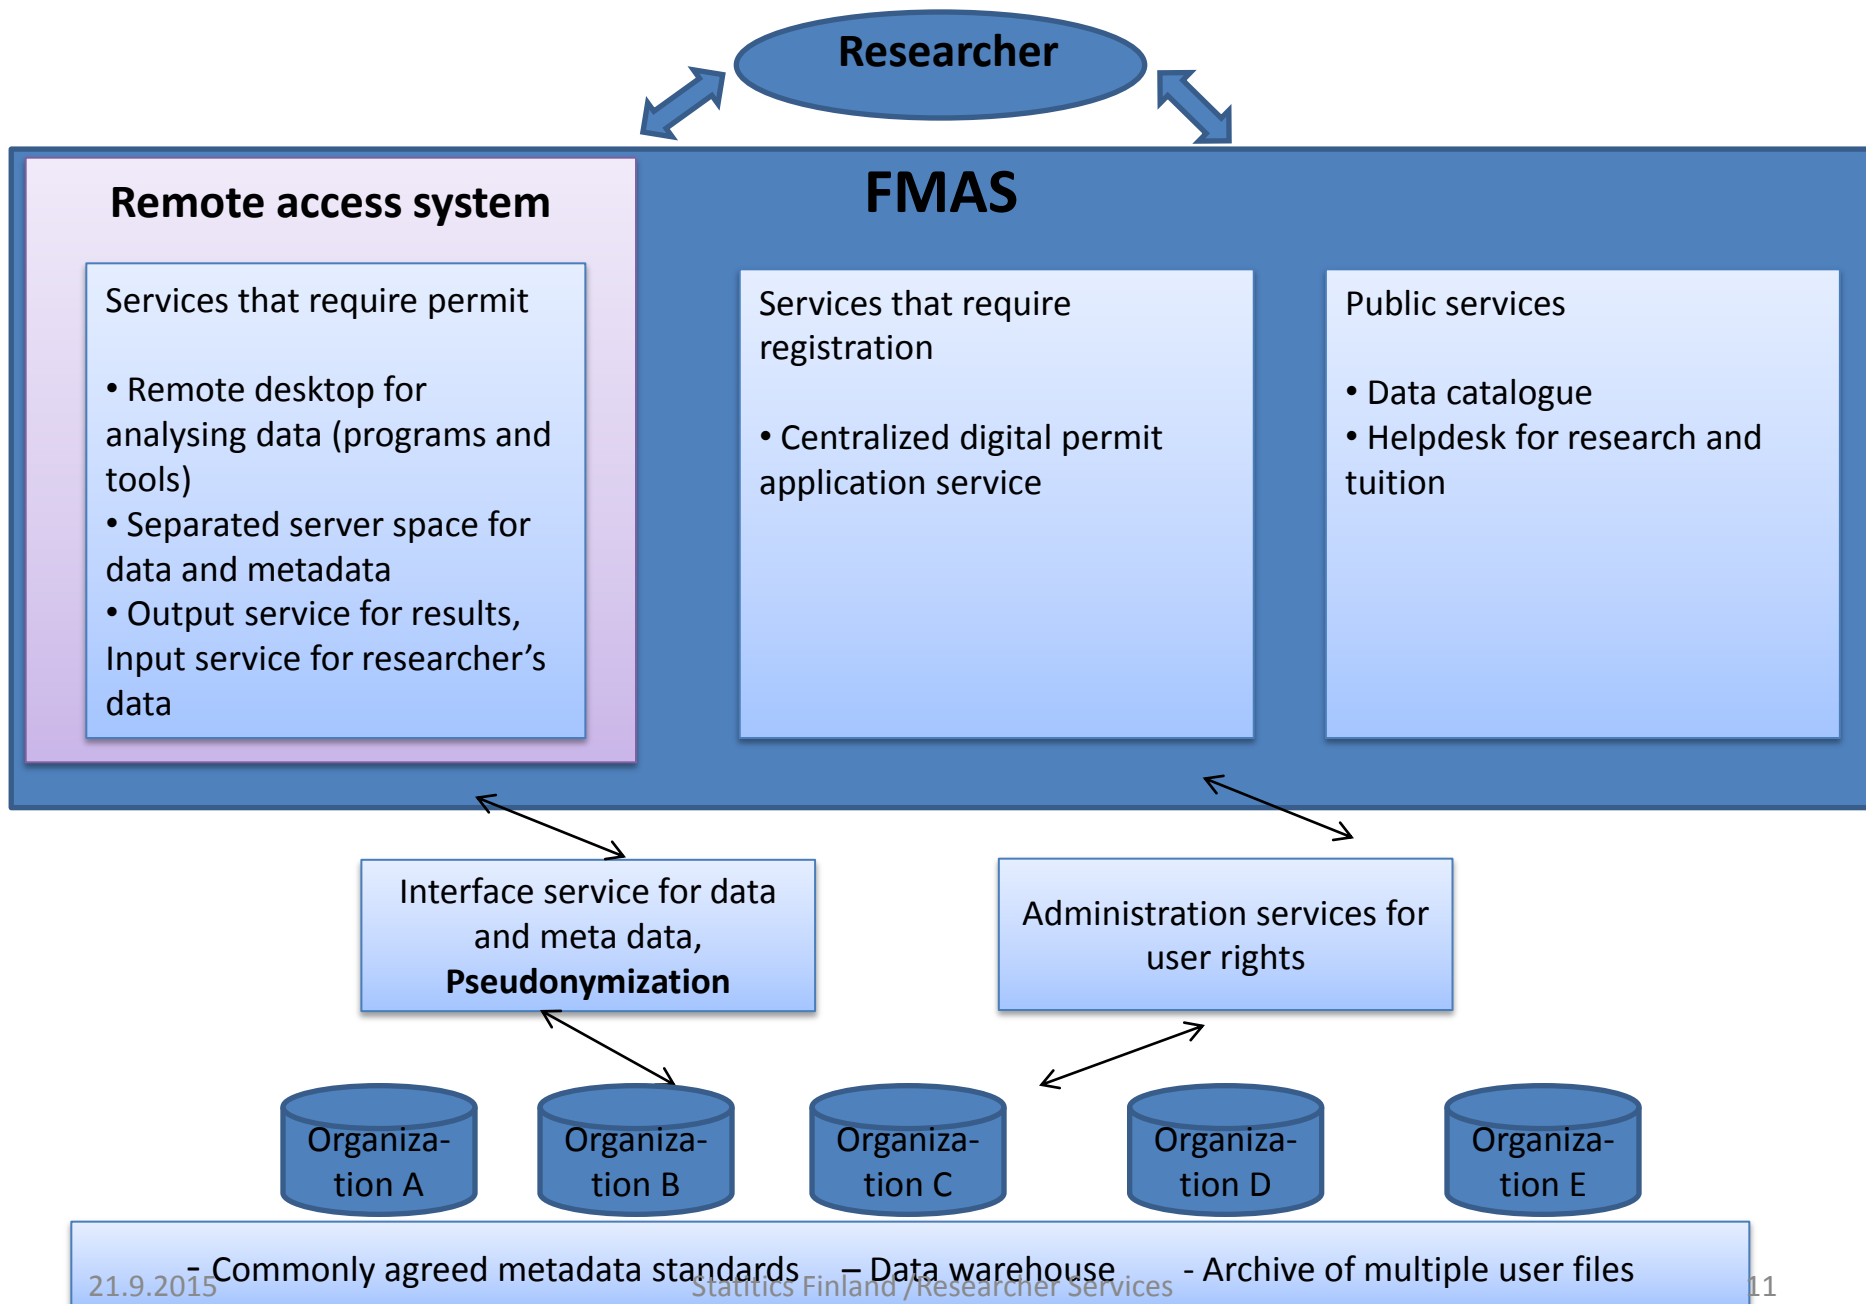 Researcher
FMAS
Remote access system
Services that require permit
• Remote desktop for
analysing data (programs and
tools)
• Separated server space for
data and metadata
• Output service for results,
Input service for researcher’s
data
Services that require
registration
• Centralized digital permit
application service
Public services
• Data catalogue
• Helpdesk for research and
tuition
Interface service for data
and meta data,
Pseudonymization
Administration services for
user rights
Organiza-
tion A
Organiza-
tion B
Organiza-
tion C
Organiza-
tion D
Organiza-
tion E
- Commonly agreed metadata standards – Data warehouse - Archive of multiple user files
21.9.2015 Statitics Finland /Researcher Services 11